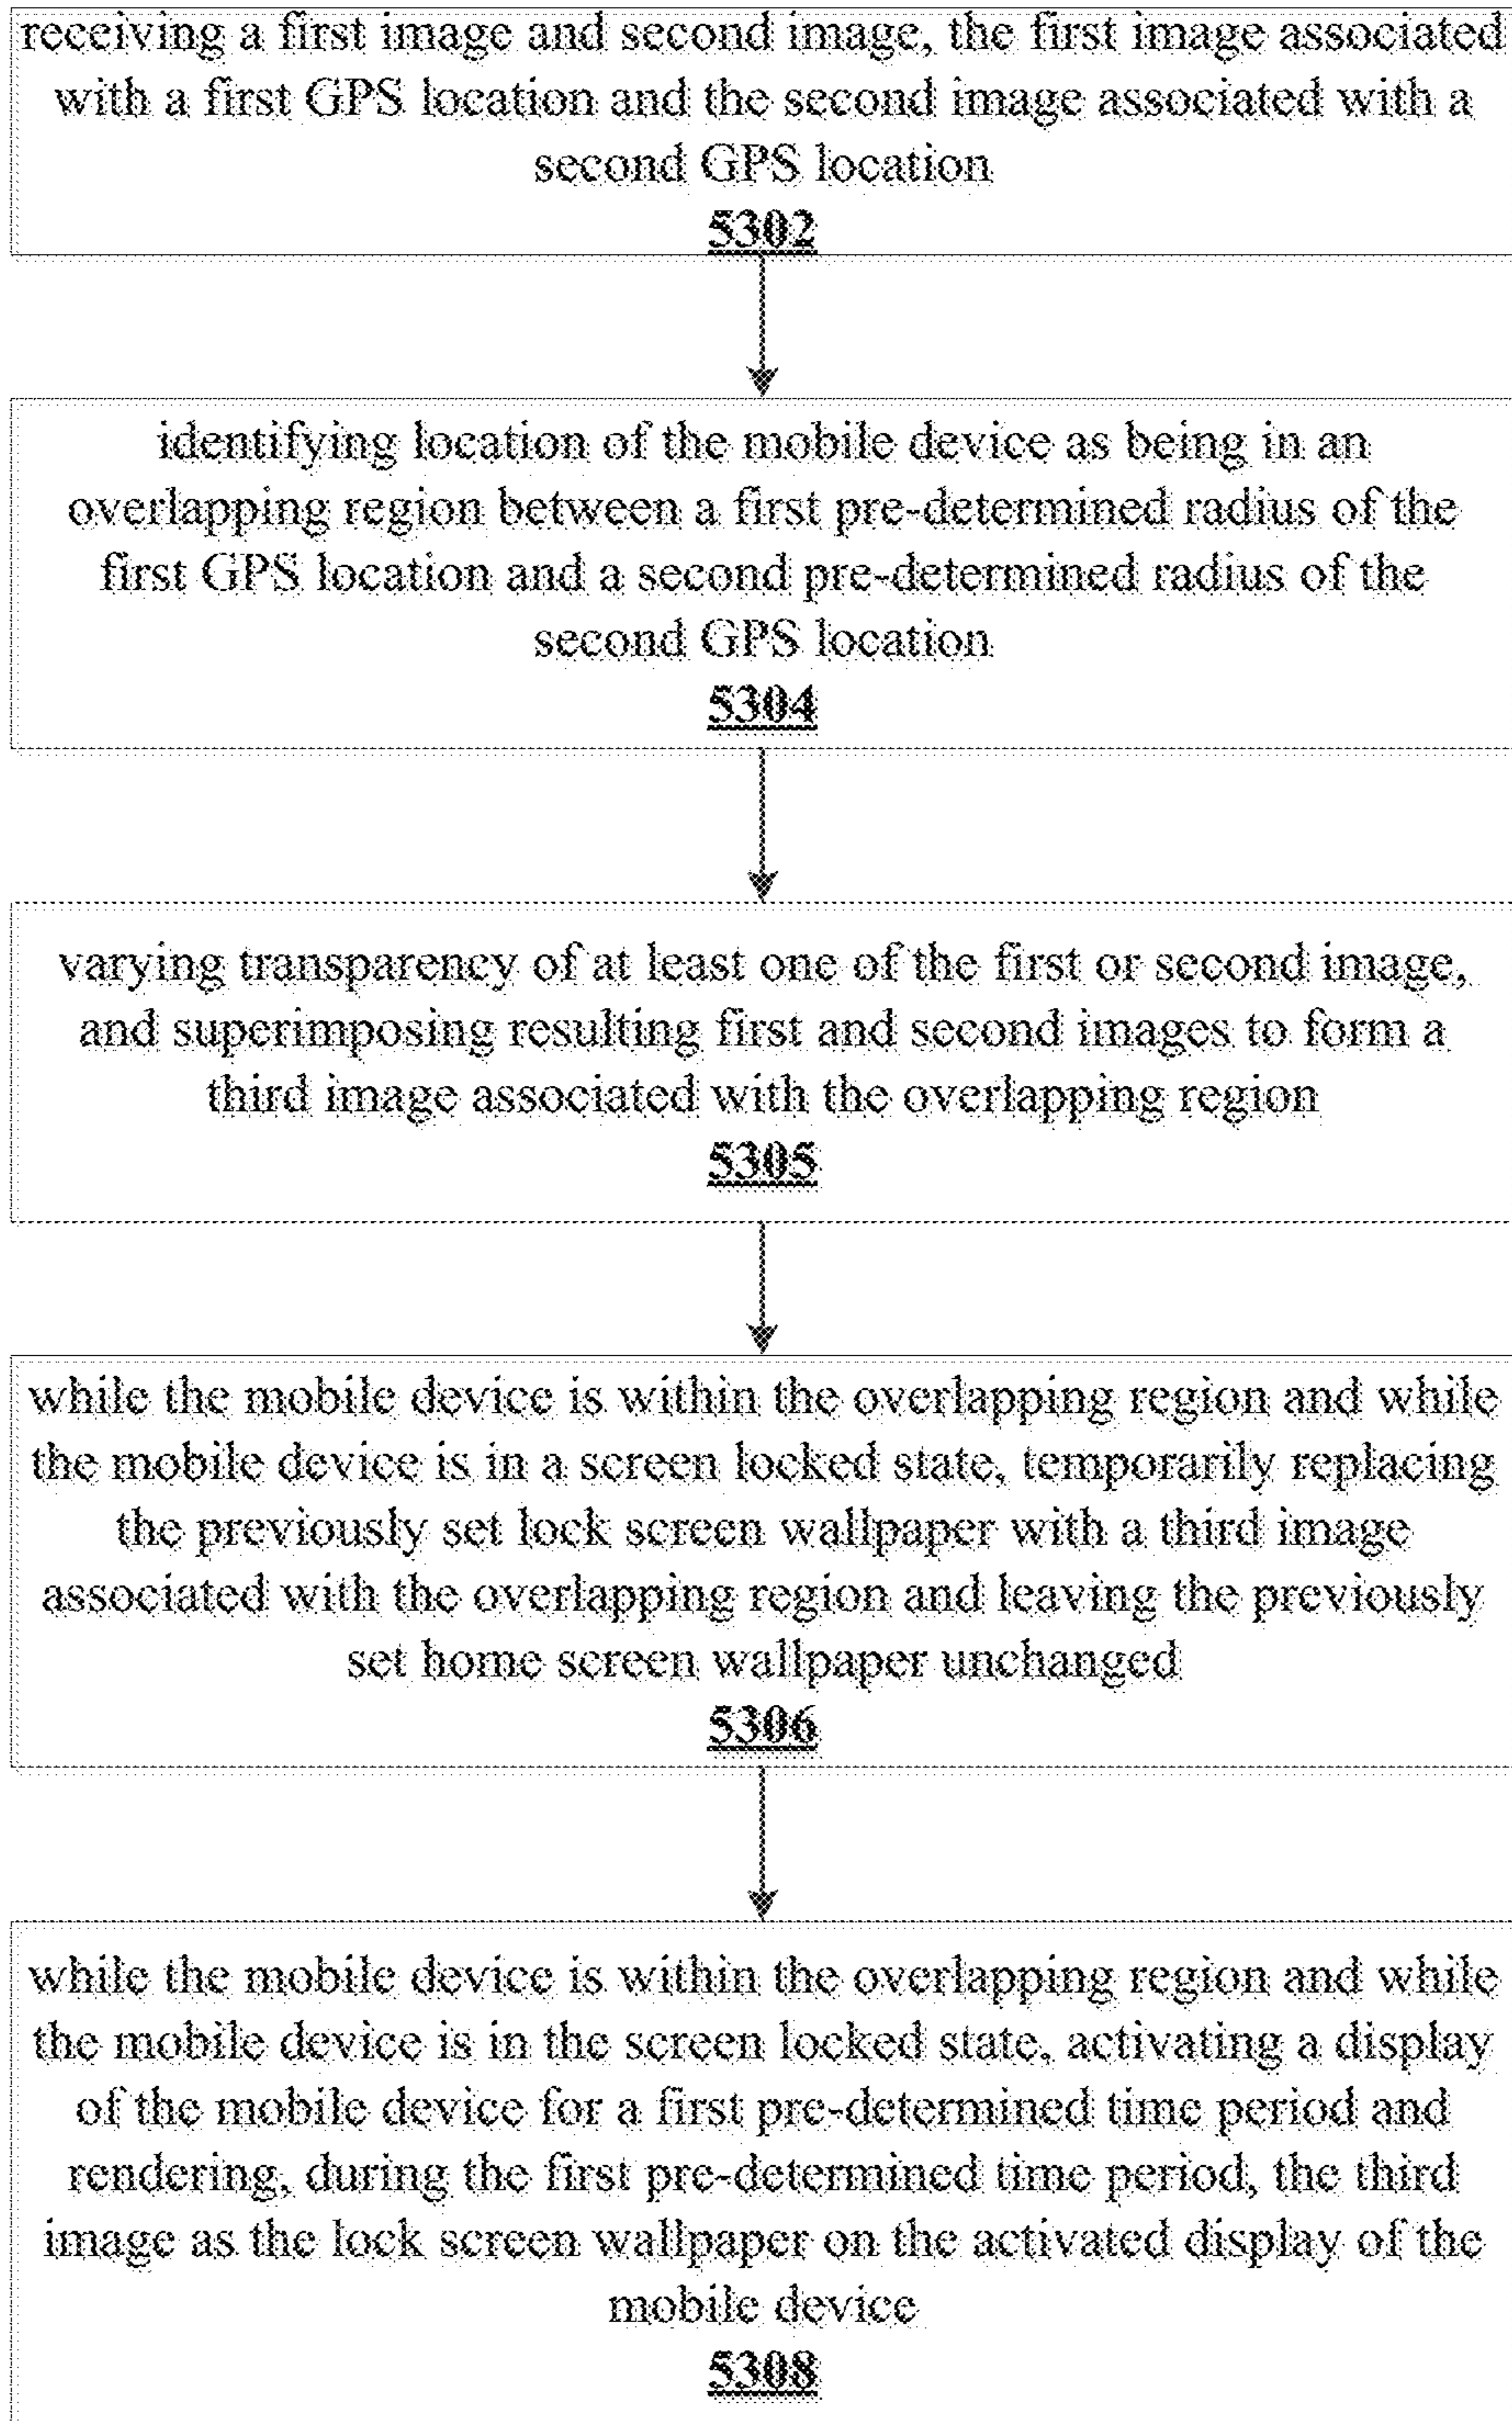 receiving a first image and second image, the first image associated
with a first GPS location and the second image associated with a
second GPS location
5302
identifying location of the mobile device as being in an
overlapping region between a first pre-determined radius of the
first GPS location and a second pre-determined radius of the
second GPS location
5304
varying transparency of at least one of the first or second image,
and superimposing resulting first and second images to form a
third image associated with the overlapping region
5305
while the mobile device is within the overlapping region and while
the mobile device is in a screen locked state, temporarily replacing
the previously set lock screen wallpaper with a third image
associated with the overlapping region and leaving the previously
set home screen wallpaper unchanged
5306
while the mobile device is within the overlapping region and while
the mobile device is in the screen locked state, activating a display
of the mobile device for a first pre-determined time period and
rendering, during the first pre-determined time period, the third
image as the lock screen wallpaper on the activated display of the
mobile device
5308